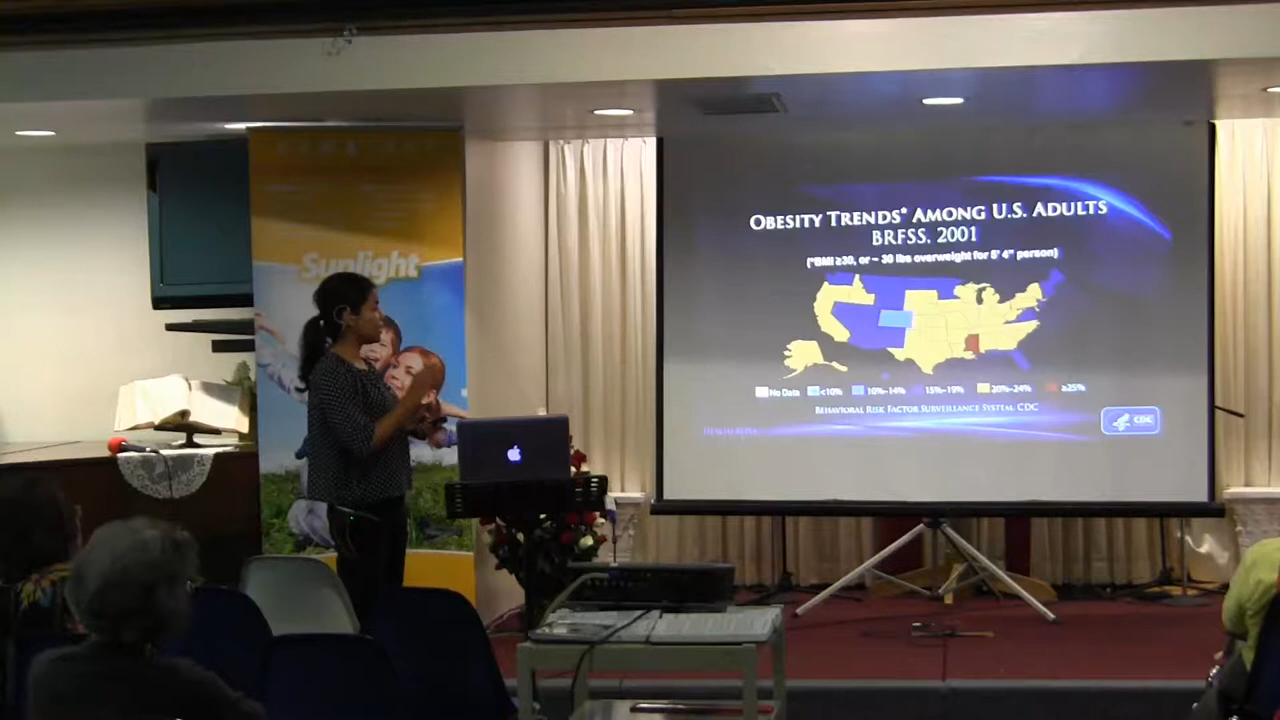 Sunlight
OBESITY TRENDS* AMONG U.S. ADULTS
BRFSS, 2001
(*BMI ≥30, or ~ 30 lbs overweight for 5' 4" person)
No Data <10% 10%–14% 15%–19% 20%–24% ≥25%
BEHAVIORAL RISK FACTOR SURVEILLANCE SYSTEM, CDC
CDC